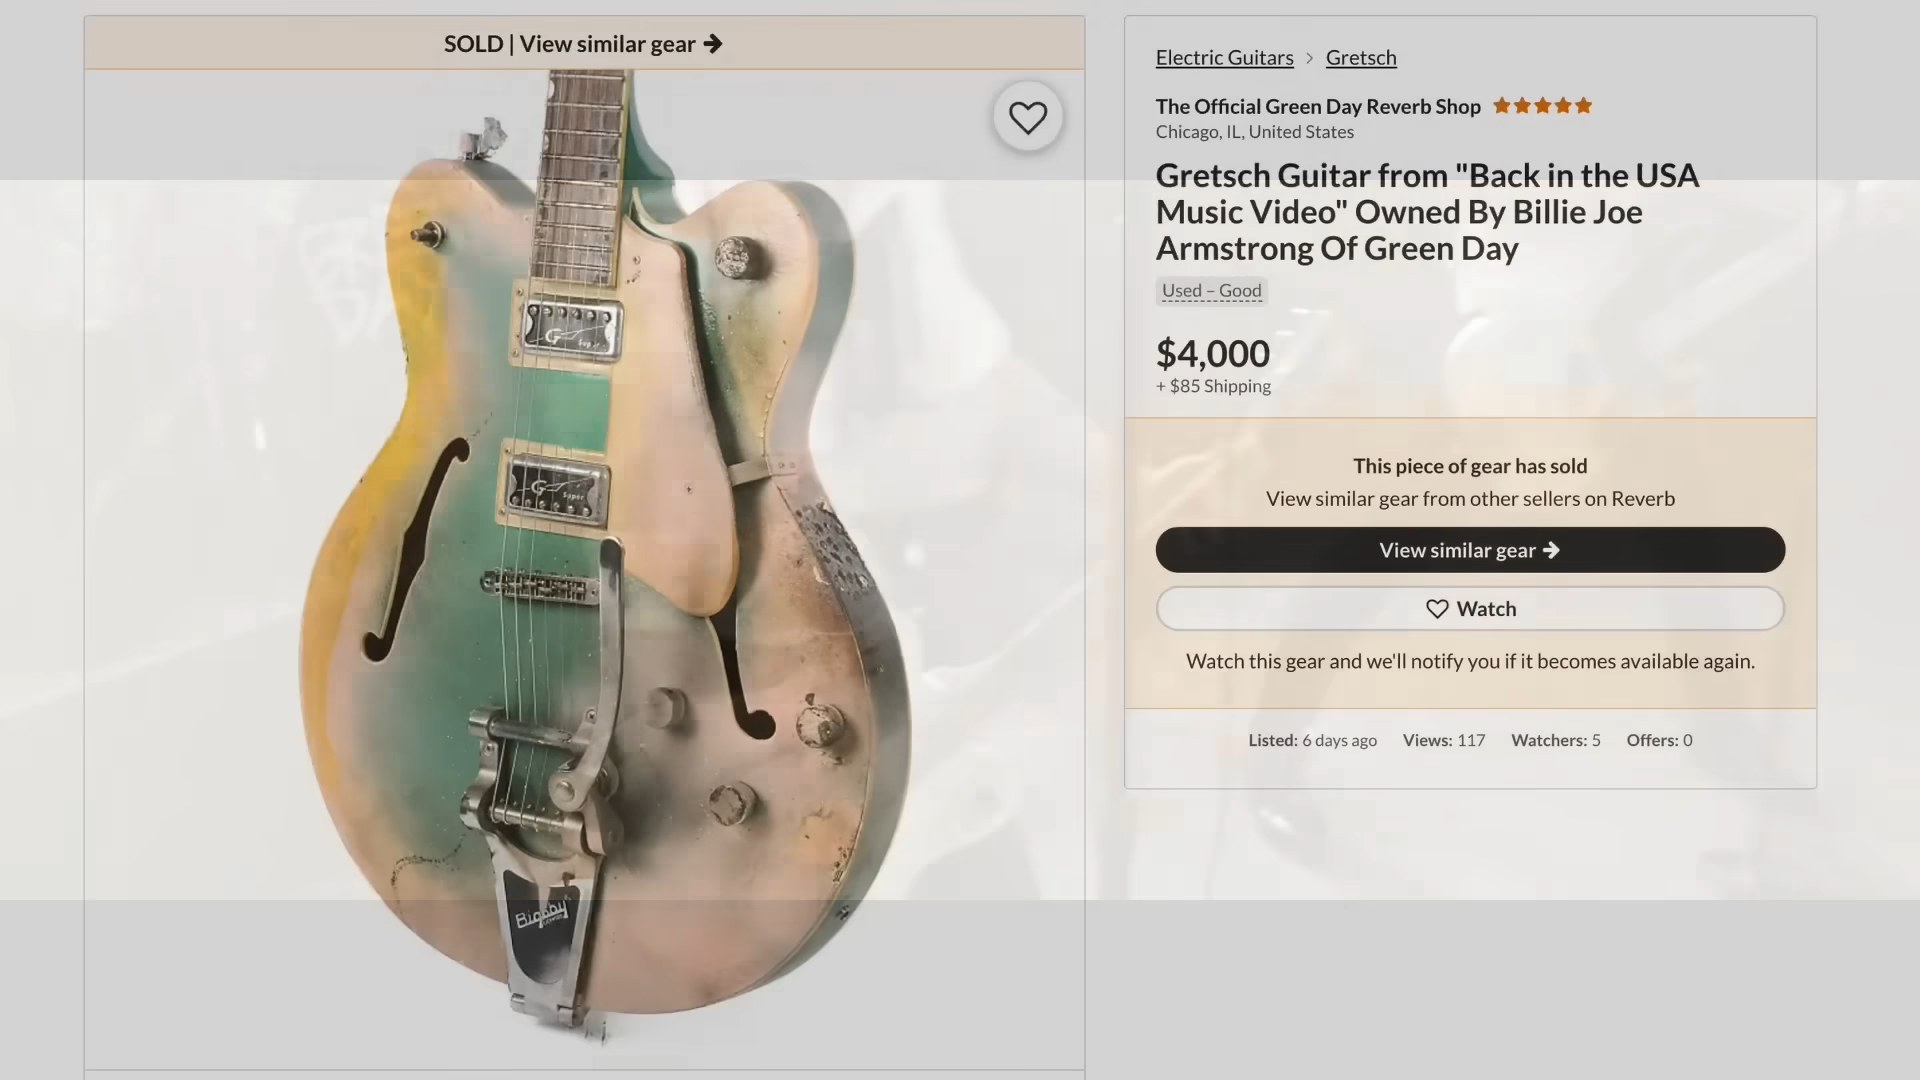 SOLD | View similar gear →
Electric Guitars > Gretsch
The Official Green Day Reverb Shop ★★★★★
Chicago, IL, United States
Gretsch Guitar from "Back in the USA
Music Video" Owned By Billie Joe
Armstrong Of Green Day
Used – Good
$4,000
+ $85 Shipping
This piece of gear has sold
View similar gear from other sellers on Reverb
View similar gear →
Watch
Watch this gear and we'll notify you if it becomes available again.
Listed: 6 days ago Views: 117 Watchers: 5 Offers: 0
G Super
Bigsby